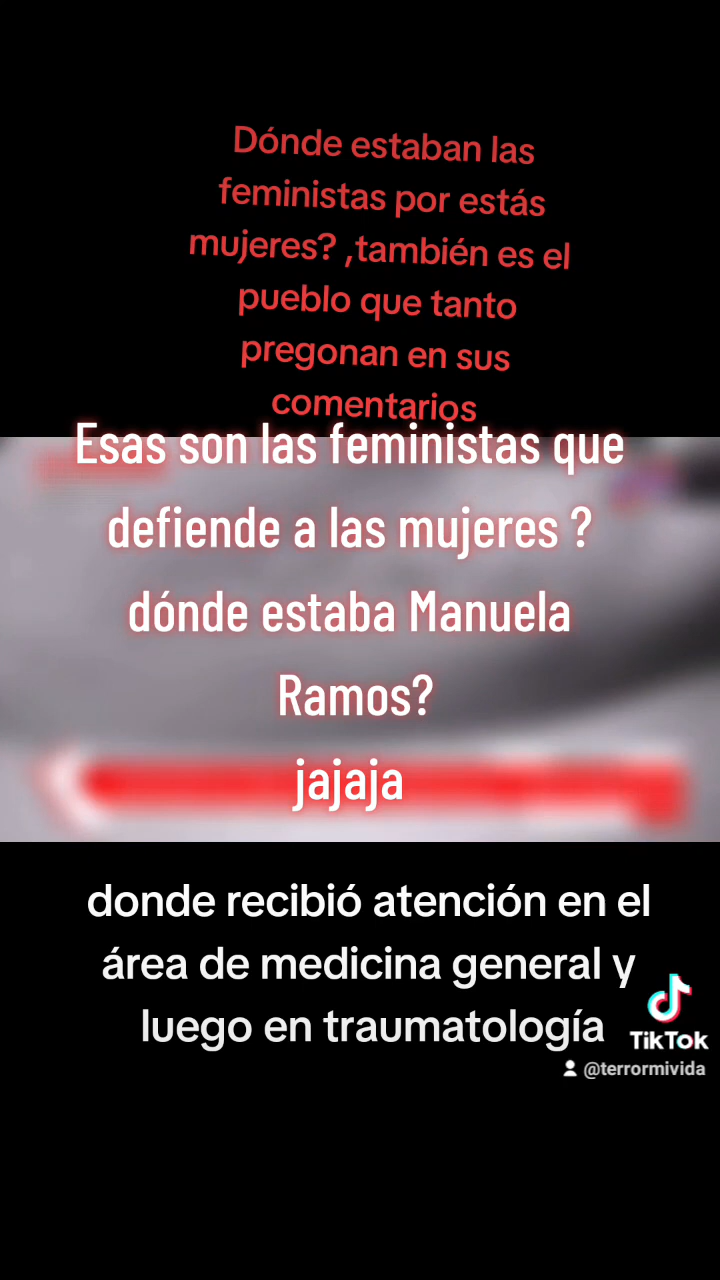 Dónde estaban las
feministas por estás
mujeres? ,también es el
pueblo que tanto
pregonan en sus
comentarios
Esas son las feministas que
defiende a las mujeres ?
dónde estaba Manuela
Ramos?
jajaja
donde recibió atención en el
área de medicina general y
luego en traumatología
TikTok
@terrormivida